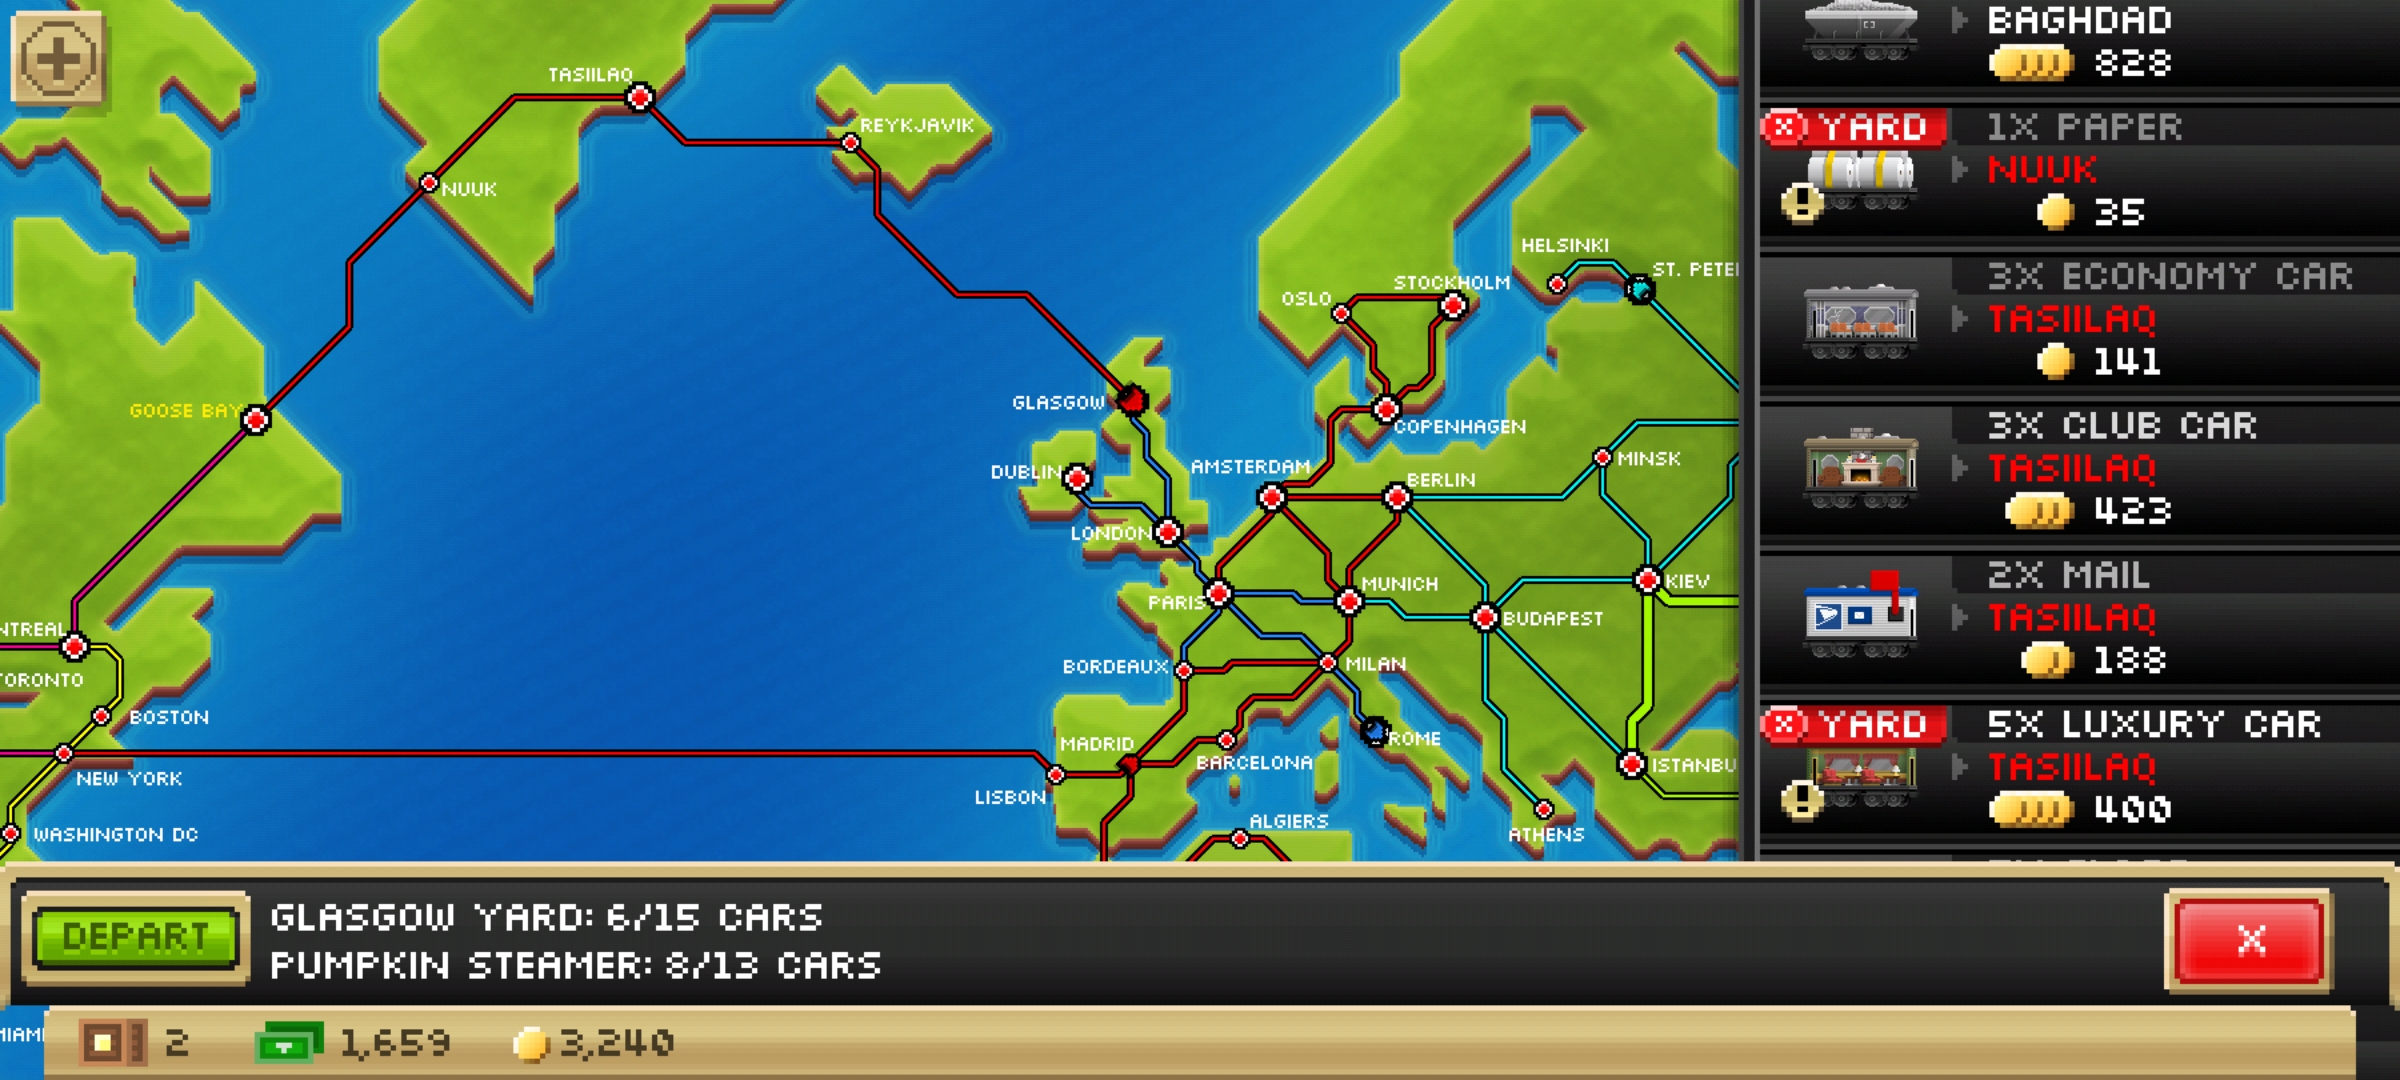 TASIILAQ
REYKJAVIK
NUUK
HELSINKI
STOCKHOLM
ST. PETE
OSLO
GOOSE BAY
GLASGOW
COPENHAGEN
DUBLIN
AMSTERDAM
BERLIN
MINSK
LONDON
PARIS
MUNICH
KIEV
BUDAPEST
NTREAL
BORDEAUX
MILAN
TORONTO
BOSTON
MADRID
ROME
NEW YORK
LISBON
BARCELONA
ISTANBU
WASHINGTON DC
ALGIERS
ATHENS
MIAMI
BAGHDAD
828
YARD
1X PAPER
NUUK
35
3X ECONOMY CAR
TASIILAQ
141
3X CLUB CAR
TASIILAQ
423
2X MAIL
TASIILAQ
188
YARD
5X LUXURY CAR
TASIILAQ
400
DEPART
GLASGOW YARD: 6/15 CARS
PUMPKIN STEAMER: 8/13 CARS
X
2
1,659
3,240